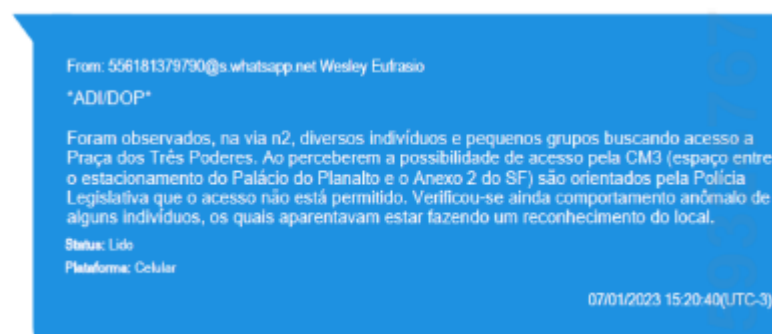 From: 556181379790@s.whatsapp.net Wesley Eufrasio
*ADI/DOP*
Foram observados, na via n2, diversos indivíduos e pequenos grupos buscando acesso a
Praça dos Três Poderes. Ao perceberem a possibilidade de acesso pela CM3 (espaço entre
o estacionamento do Palácio do Planalto e o Anexo 2 do SF) são orientados pela Polícia
Legislativa que o acesso não está permitido. Verificou-se ainda comportamento anômalo de
alguns indivíduos, os quais aparentavam estar fazendo um reconhecimento do local.
Status: Lido
Plataforma: Celular
07/01/2023 15:20:40(UTC-3)